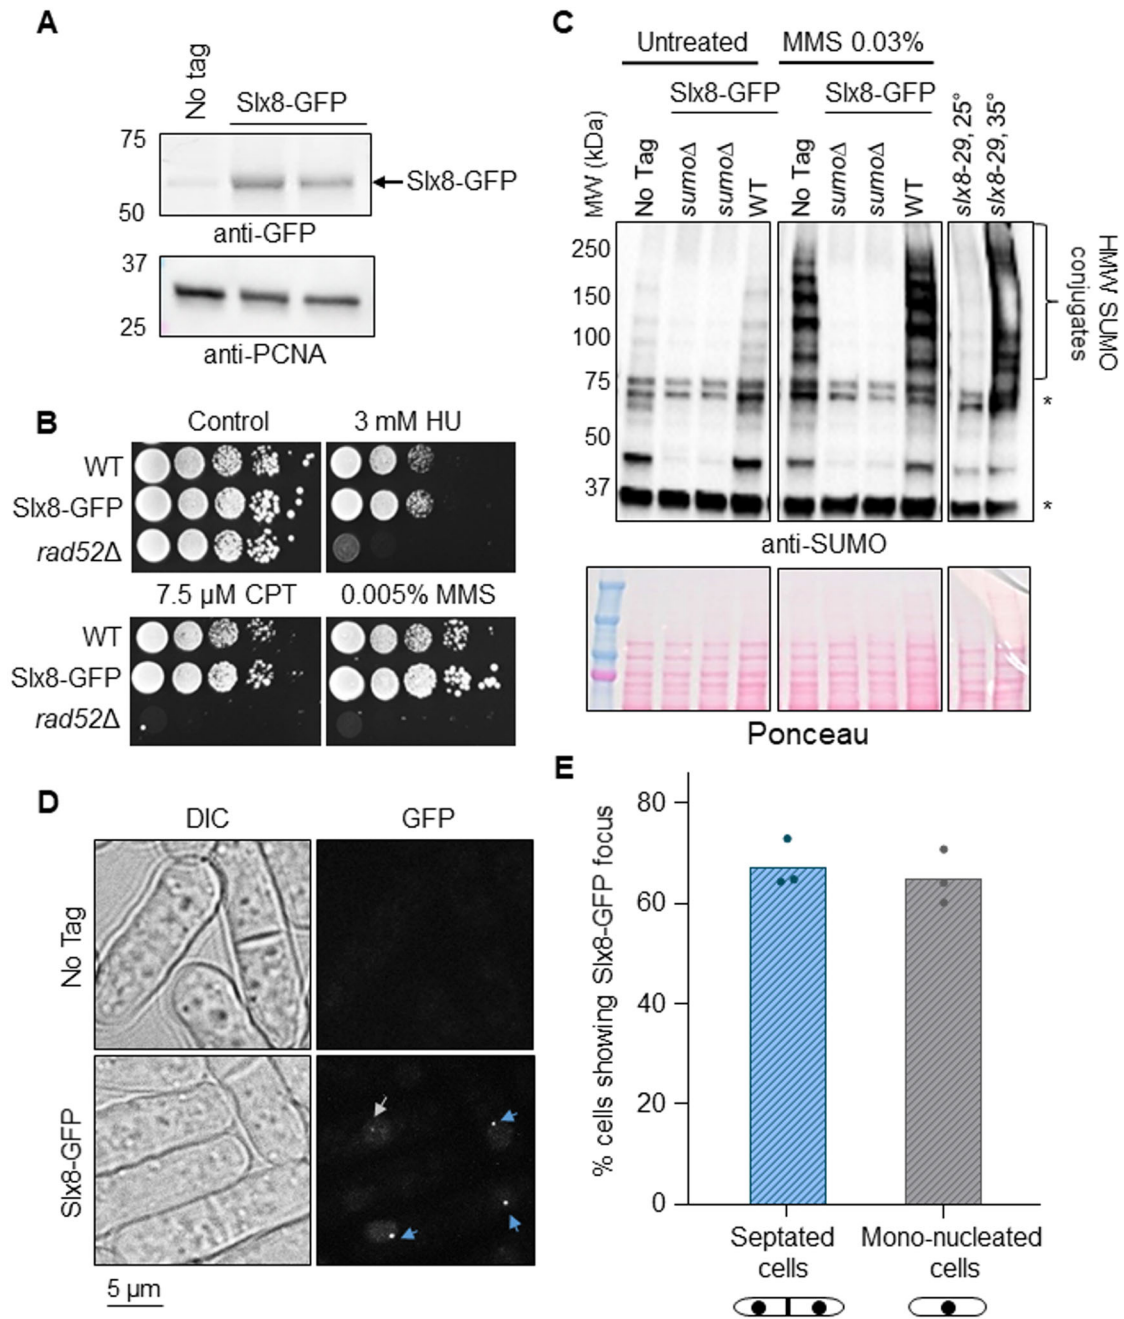 A
No tag
Slx8-GFP
75
50
Slx8-GFP
anti-GFP
37
25
anti-PCNA
B
Control
3 mM HU
WT
Slx8-GFP
rad52Δ
7.5 µM CPT
0.005% MMS
WT
Slx8-GFP
rad52Δ
C
Untreated
MMS 0.03%
Slx8-GFP
Slx8-GFP
MW (kDa)
No Tag
sumoΔ
sumoΔ
WT
No Tag
sumoΔ
sumoΔ
WT
slx8-29, 25°
slx8-29, 35°
250
150
100
75
50
37
HMW SUMO
conjugates
*
*
anti-SUMO
Ponceau
D
DIC
GFP
No Tag
Slx8-GFP
5 µm
E
% cells showing Slx8-GFP focus
80
60
40
20
0
Septated
cells
Mono-nucleated
cells